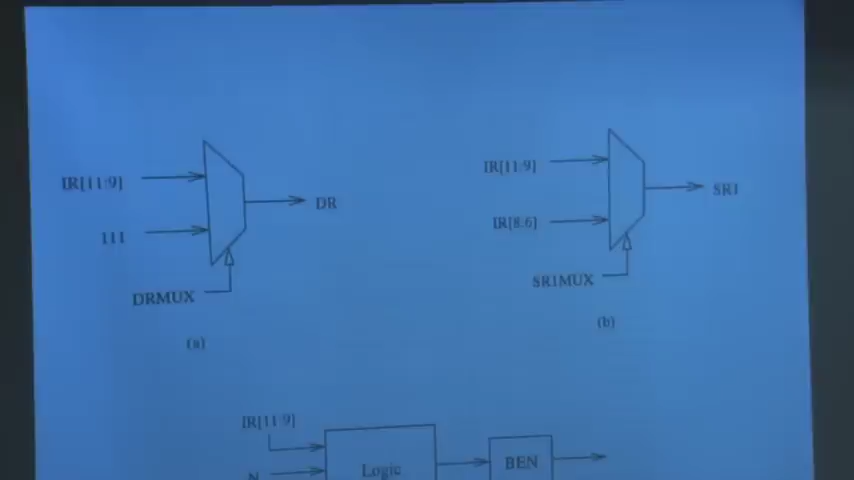 IR[11:9]
111
DR
DRMUX
(a)
IR[11:9]
IR[8:6]
SR1
SR1MUX
(b)
IR[11:9]
N
Logic
BEN